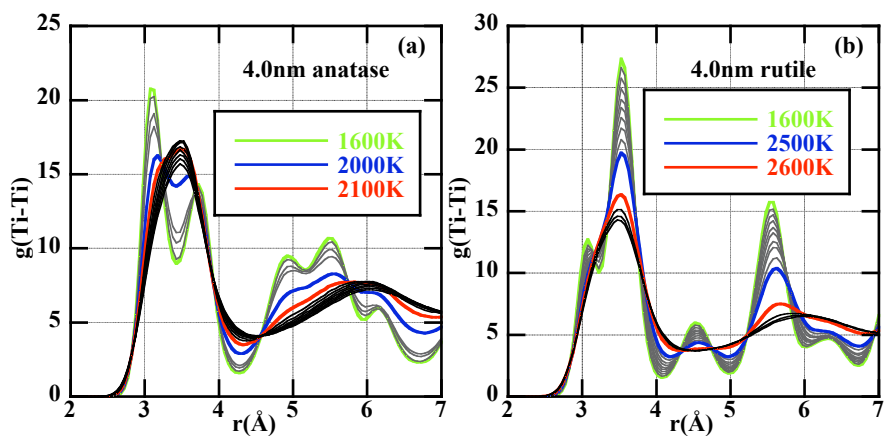 (a)
4.0nm anatase
1600K
2000K
2100K
g(Ti-Ti)
25
20
15
10
5
0
2 3 4 5 6 7
r(Å)
(b)
4.0nm rutile
1600K
2500K
2600K
g(Ti-Ti)
30
25
20
15
10
5
0
2 3 4 5 6 7
r(Å)